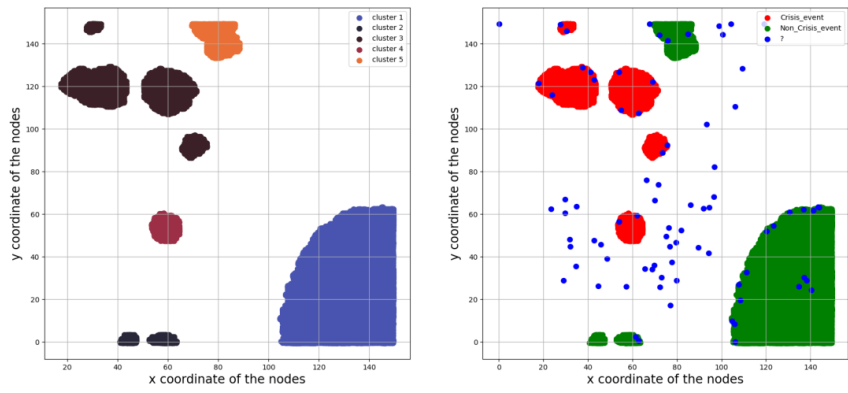 cluster 1
cluster 2
cluster 3
cluster 4
cluster 5
140
120
100
80
60
40
20
0
y coordinate of the nodes
20
40
60
80
100
120
140
x coordinate of the nodes
Crisis_event
Non_Crisis_event
?
140
120
100
80
60
40
20
0
y coordinate of the nodes
0
20
40
60
80
100
120
140
x coordinate of the nodes